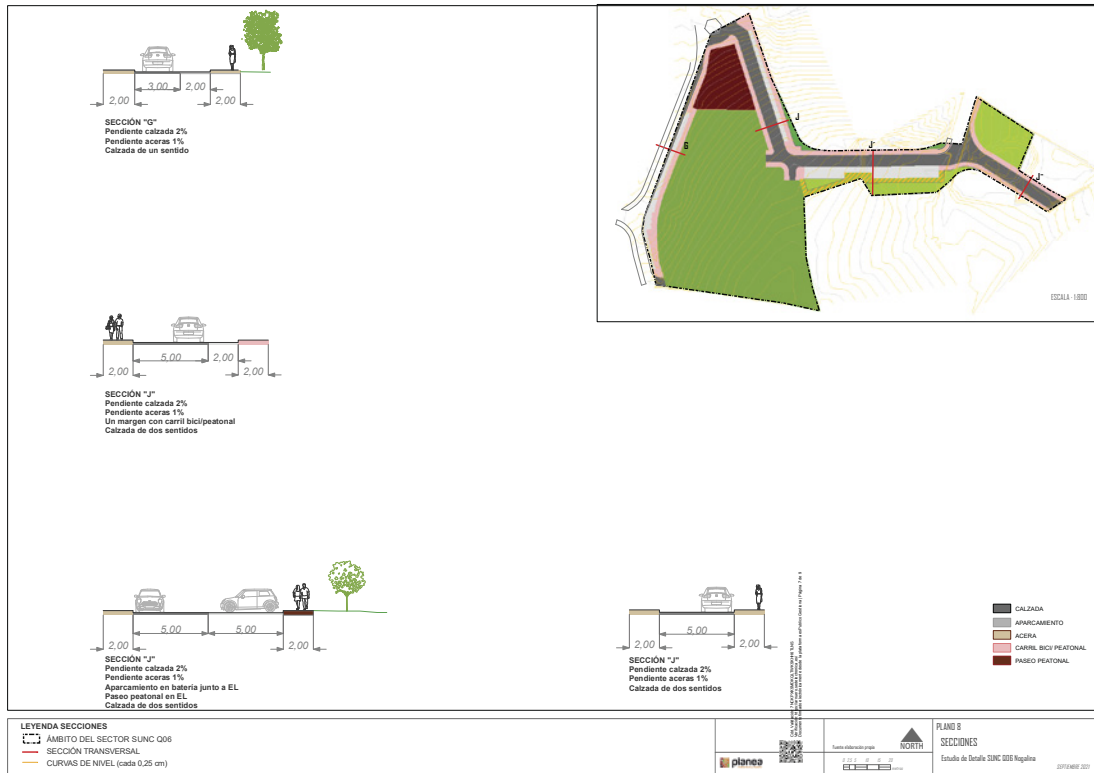 3,00
2,00
2,00
2,00
SECCIÓN "G"
Pendiente calzada 2%
Pendiente aceras 1%
Calzada de un sentido
G
J
J'
J"
ESCALA - 1:800
5,00
2,00
2,00
2,00
SECCIÓN "J"
Pendiente calzada 2%
Pendiente aceras 1%
Un margen con carril bici/peatonal
Calzada de dos sentidos
5,00
5,00
2,00
2,00
SECCIÓN "J"
Pendiente calzada 2%
Pendiente aceras 1%
Aparcamiento en batería junto a EL
Paseo peatonal en EL
Calzada de dos sentidos
5,00
2,00
2,00
SECCIÓN "J"
Pendiente calzada 2%
Pendiente aceras 1%
Calzada de dos sentidos
CALZADA
APARCAMIENTO
ACERA
CARRIL BICI/ PEATONAL
PASEO PEATONAL
LEYENDA SECCIONES
ÁMBITO DEL SECTOR SUNC Q06
SECCIÓN TRANSVERSAL
CURVAS DE NIVEL (cada 0,25 cm)
planea
Fuente: elaboración propia
NORTH
PLANO 8
SECCIONES
Estudio de Detalle SUNC Q06 Nogalina
SEPTIEMBRE 2021